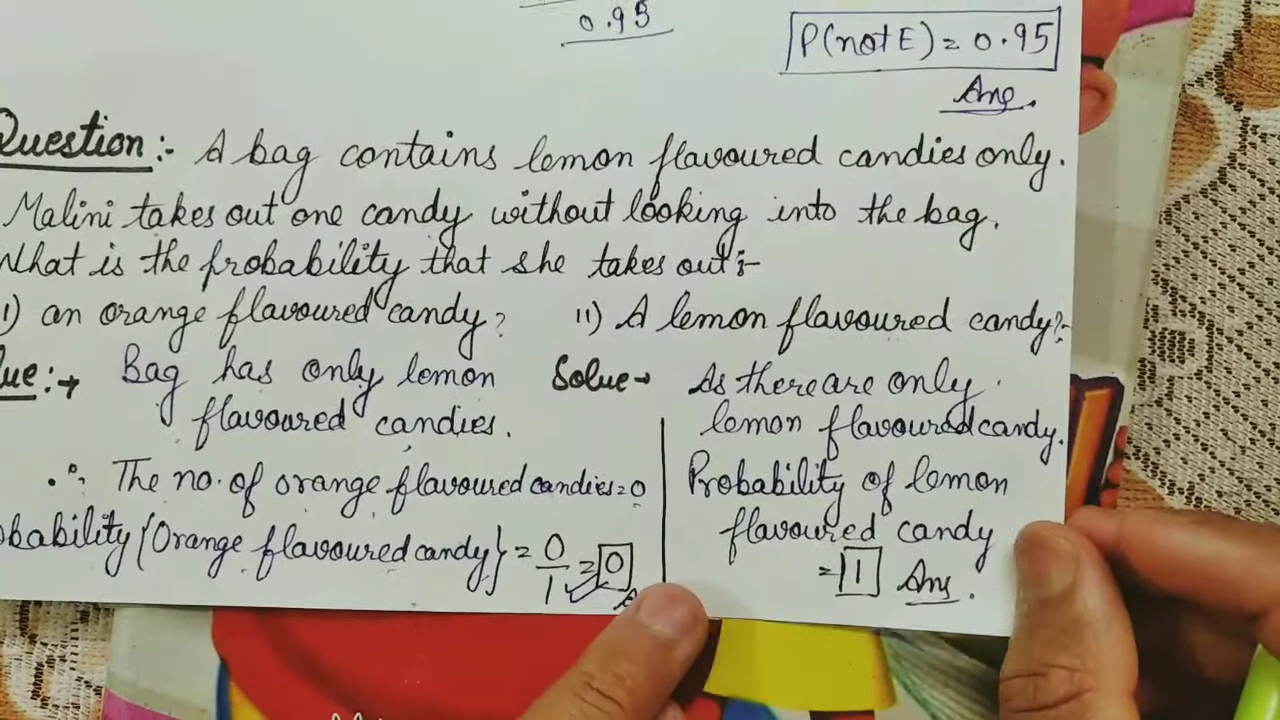 0.95
P(not E) = 0.95
Ans.
Question:- A bag contains lemon flavoured candies only.
Malini takes out one candy without looking into the bag.
What is the probability that she takes out:-
1) an orange flavoured candy?
11) A lemon flavoured candy?:-
Bag has only lemon
flavoured candies.
∴ The no. of orange flavoured candies=0
{Orange flavoured candy} = 0/1 = 0
Solve→ As there are only
lemon flavoured candy.
Probability of lemon
flavoured candy
= 1 Ans.